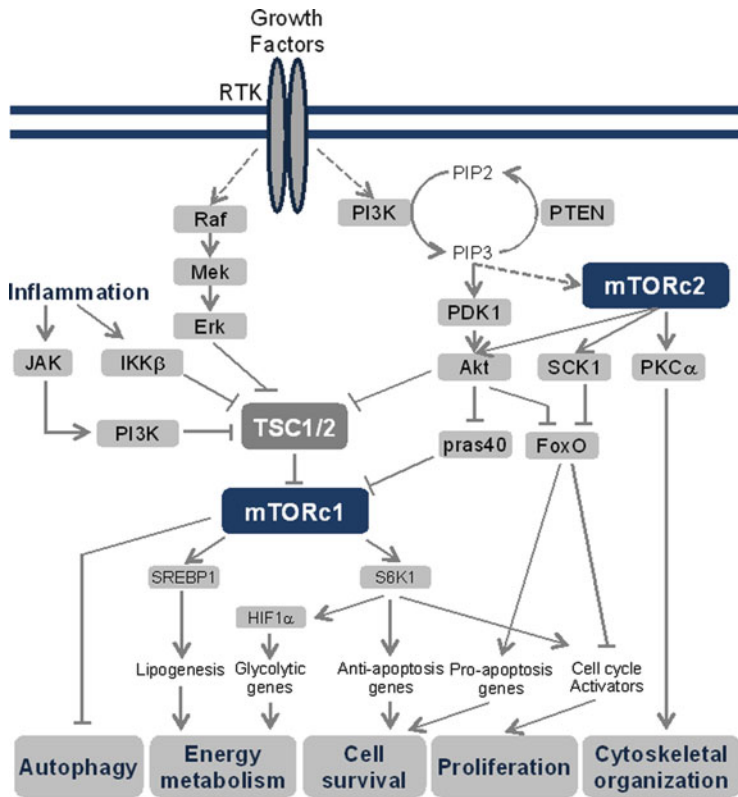 Growth
Factors
RTK
PIP2
Raf
PI3K
PTEN
PIP3
Mek
Inflammation
mTORc2
Erk
PDK1
JAK
IKKβ
Akt
SCK1
PKCα
TSC1/2
PI3K
pras40
FoxO
mTORc1
SREBP1
S6K1
HIF1α
Lipogenesis
Glycolytic
genes
Anti-apoptosis
genes
Pro-apoptosis
genes
Cell cycle
Activators
Autophagy
Energy
metabolism
Cell
survival
Proliferation
Cytoskeletal
organization